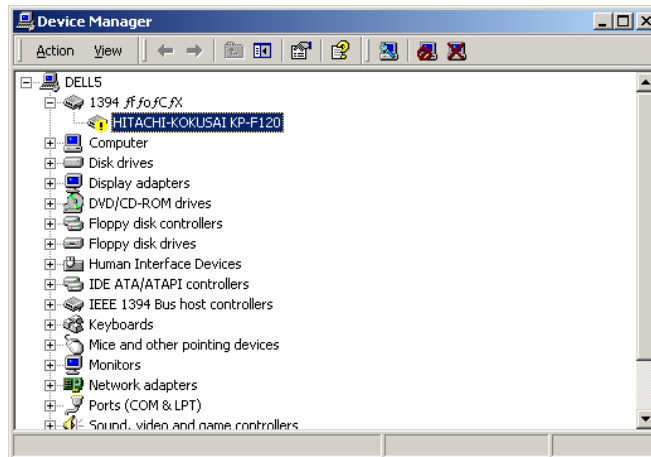 Device Manager
Action View
DELL5
1394 ƒfƒoƒCƒX
HITACHI-KOKUSAI KP-F120
Computer
Disk drives
Display adapters
DVD/CD-ROM drives
Floppy disk controllers
Floppy disk drives
Human Interface Devices
IDE ATA/ATAPI controllers
IEEE 1394 Bus host controllers
Keyboards
Mice and other pointing devices
Monitors
Network adapters
Ports (COM & LPT)
Sound, video and game controllers